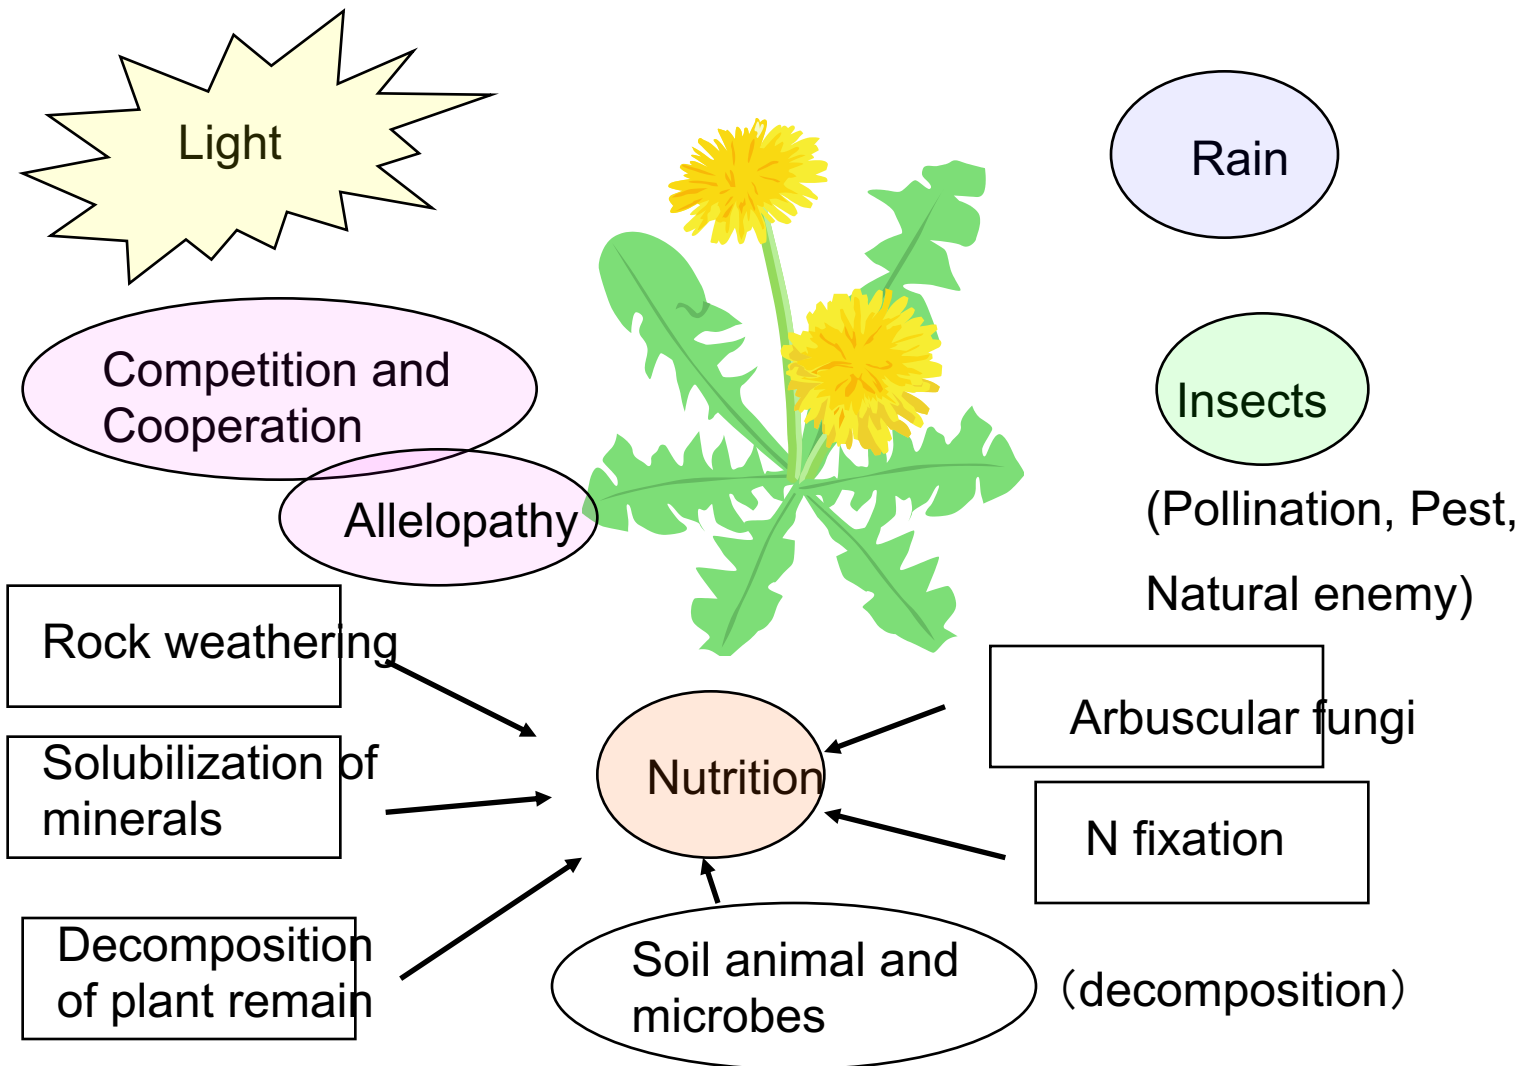 Light
Rain
Competition and
Cooperation
Insects
Allelopathy
(Pollination, Pest,
Natural enemy)
Rock weathering
Arbuscular fungi
Solubilization of
minerals
Nutrition
N fixation
Decomposition
of plant remain
Soil animal and
microbes
（decomposition）